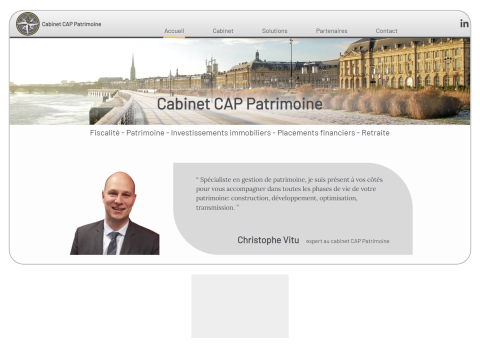 Cabinet CAP Patrimoine
Accueil Cabinet Solutions Partenaires Contact
in
Cabinet CAP Patrimoine
Fiscalité - Patrimoine - Investissements immobiliers - Placements financiers - Retraite
" Spécialiste en gestion de patrimoine, je suis présent à vos côtés
pour vous accompagner dans toutes les phases de vie de votre
patrimoine: construction, développement, optimisation,
transmission. "
Christophe Vitu expert au cabinet CAP Patrimoine